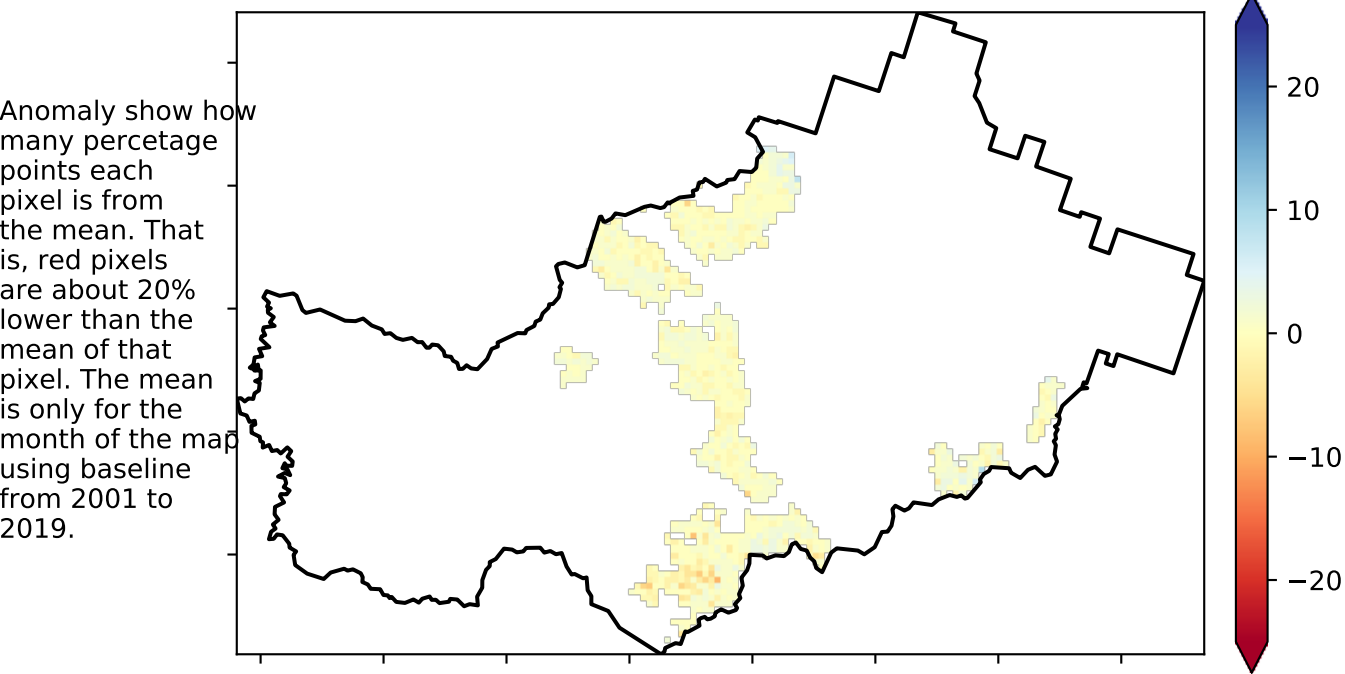 Anomaly show how
many percetage
points each
pixel is from
the mean. That
is, red pixels
are about 20%
lower than the
mean of that
pixel. The mean
is only for the
month of the map
using baseline
from 2001 to
2019.
20
10
0
−10
−20